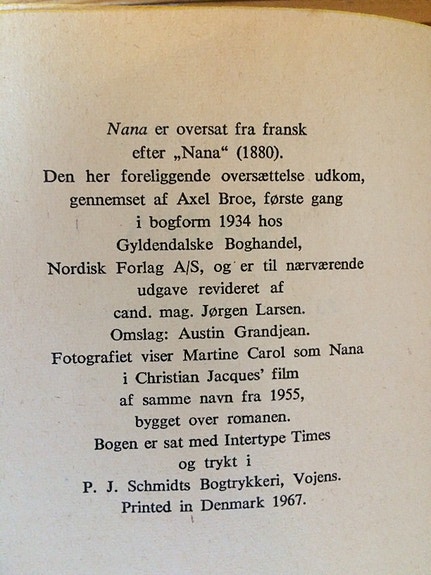 Nana er oversat fra fransk
efter „Nana“ (1880).
Den her foreliggende oversættelse udkom,
gennemset af Axel Broe, første gang
i bogform 1934 hos
Gyldendalske Boghandel,
Nordisk Forlag A/S, og er til nærværende
udgave revideret af
cand. mag. Jørgen Larsen.
Omslag: Austin Grandjean.
Fotografiet viser Martine Carol som Nana
i Christian Jacques’ film
af samme navn fra 1955,
bygget over romanen.
Bogen er sat med Intertype Times
og trykt i
P. J. Schmidts Bogtrykkeri, Vojens.
Printed in Denmark 1967.